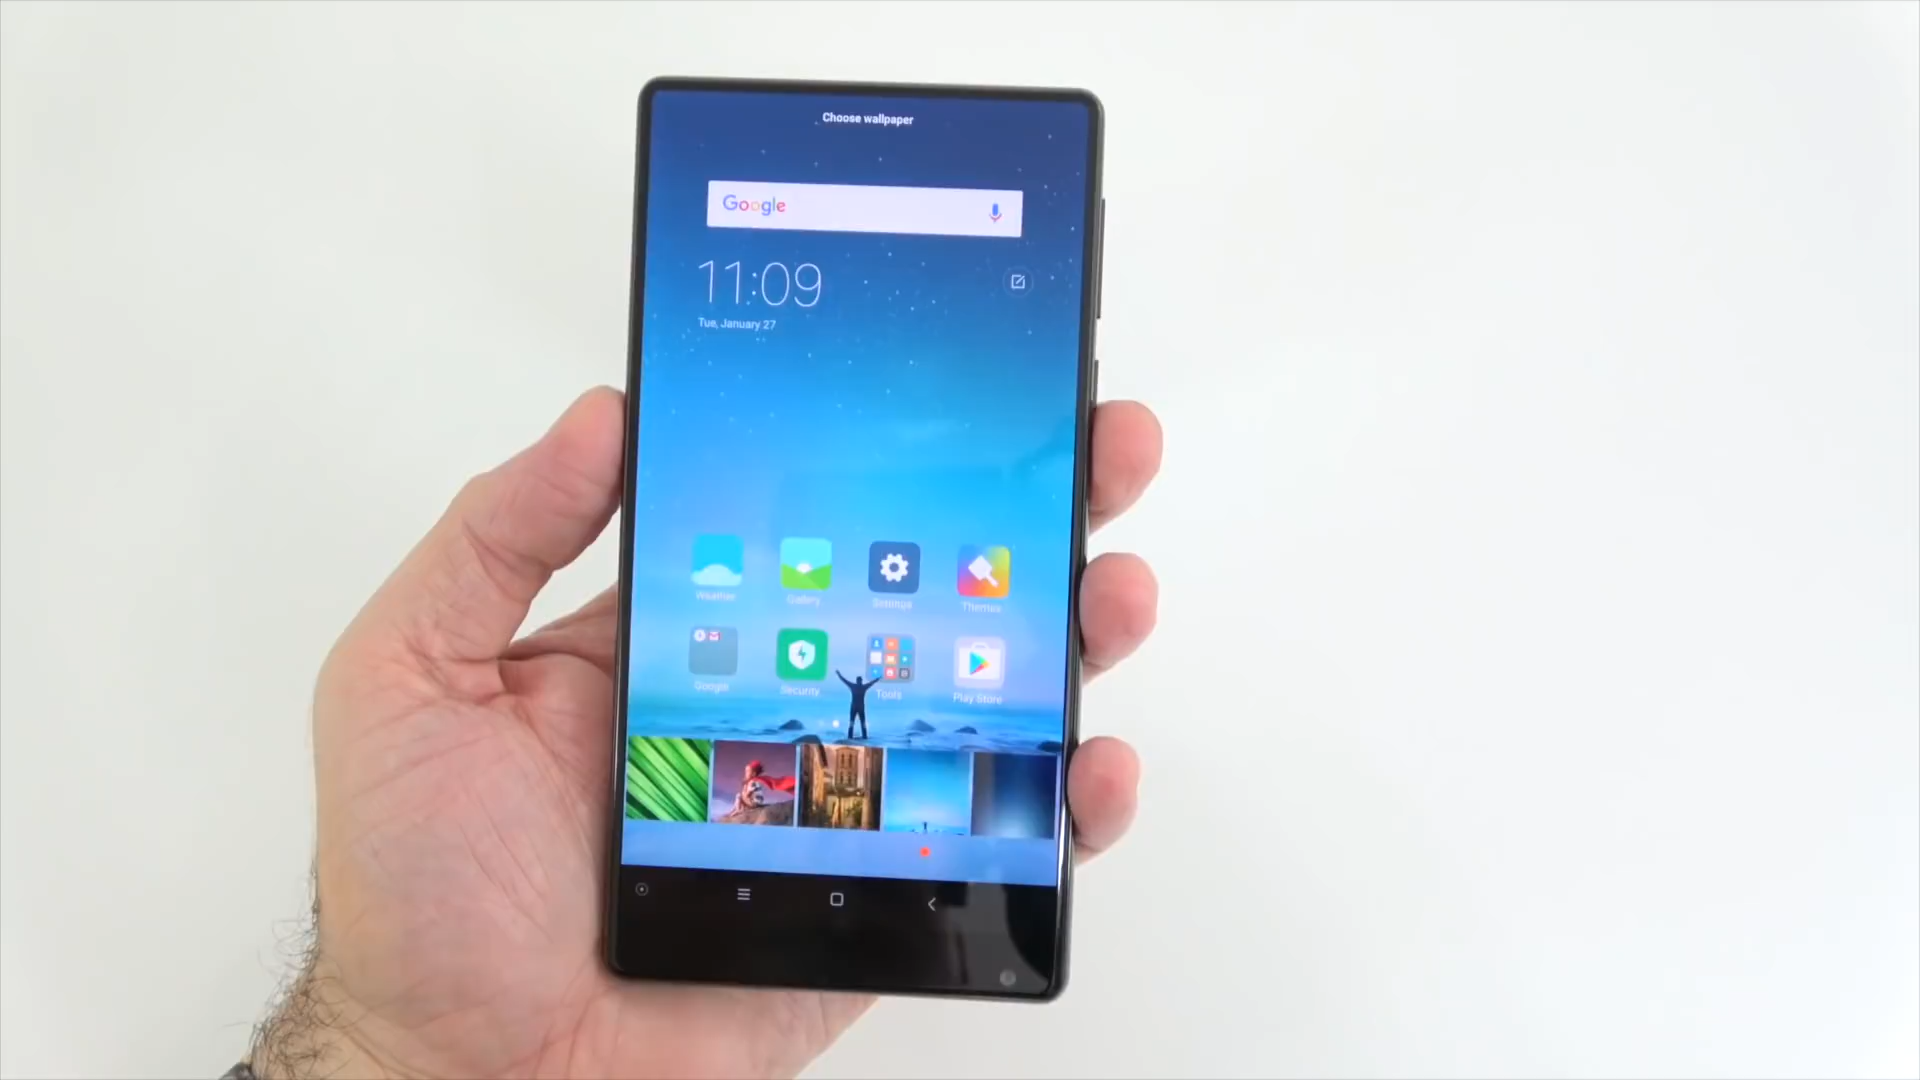 Choose wallpaper
Google
11:09
Tue, January 27
Weather
Gallery
Settings
Themes
Google
Security
Tools
Play Store